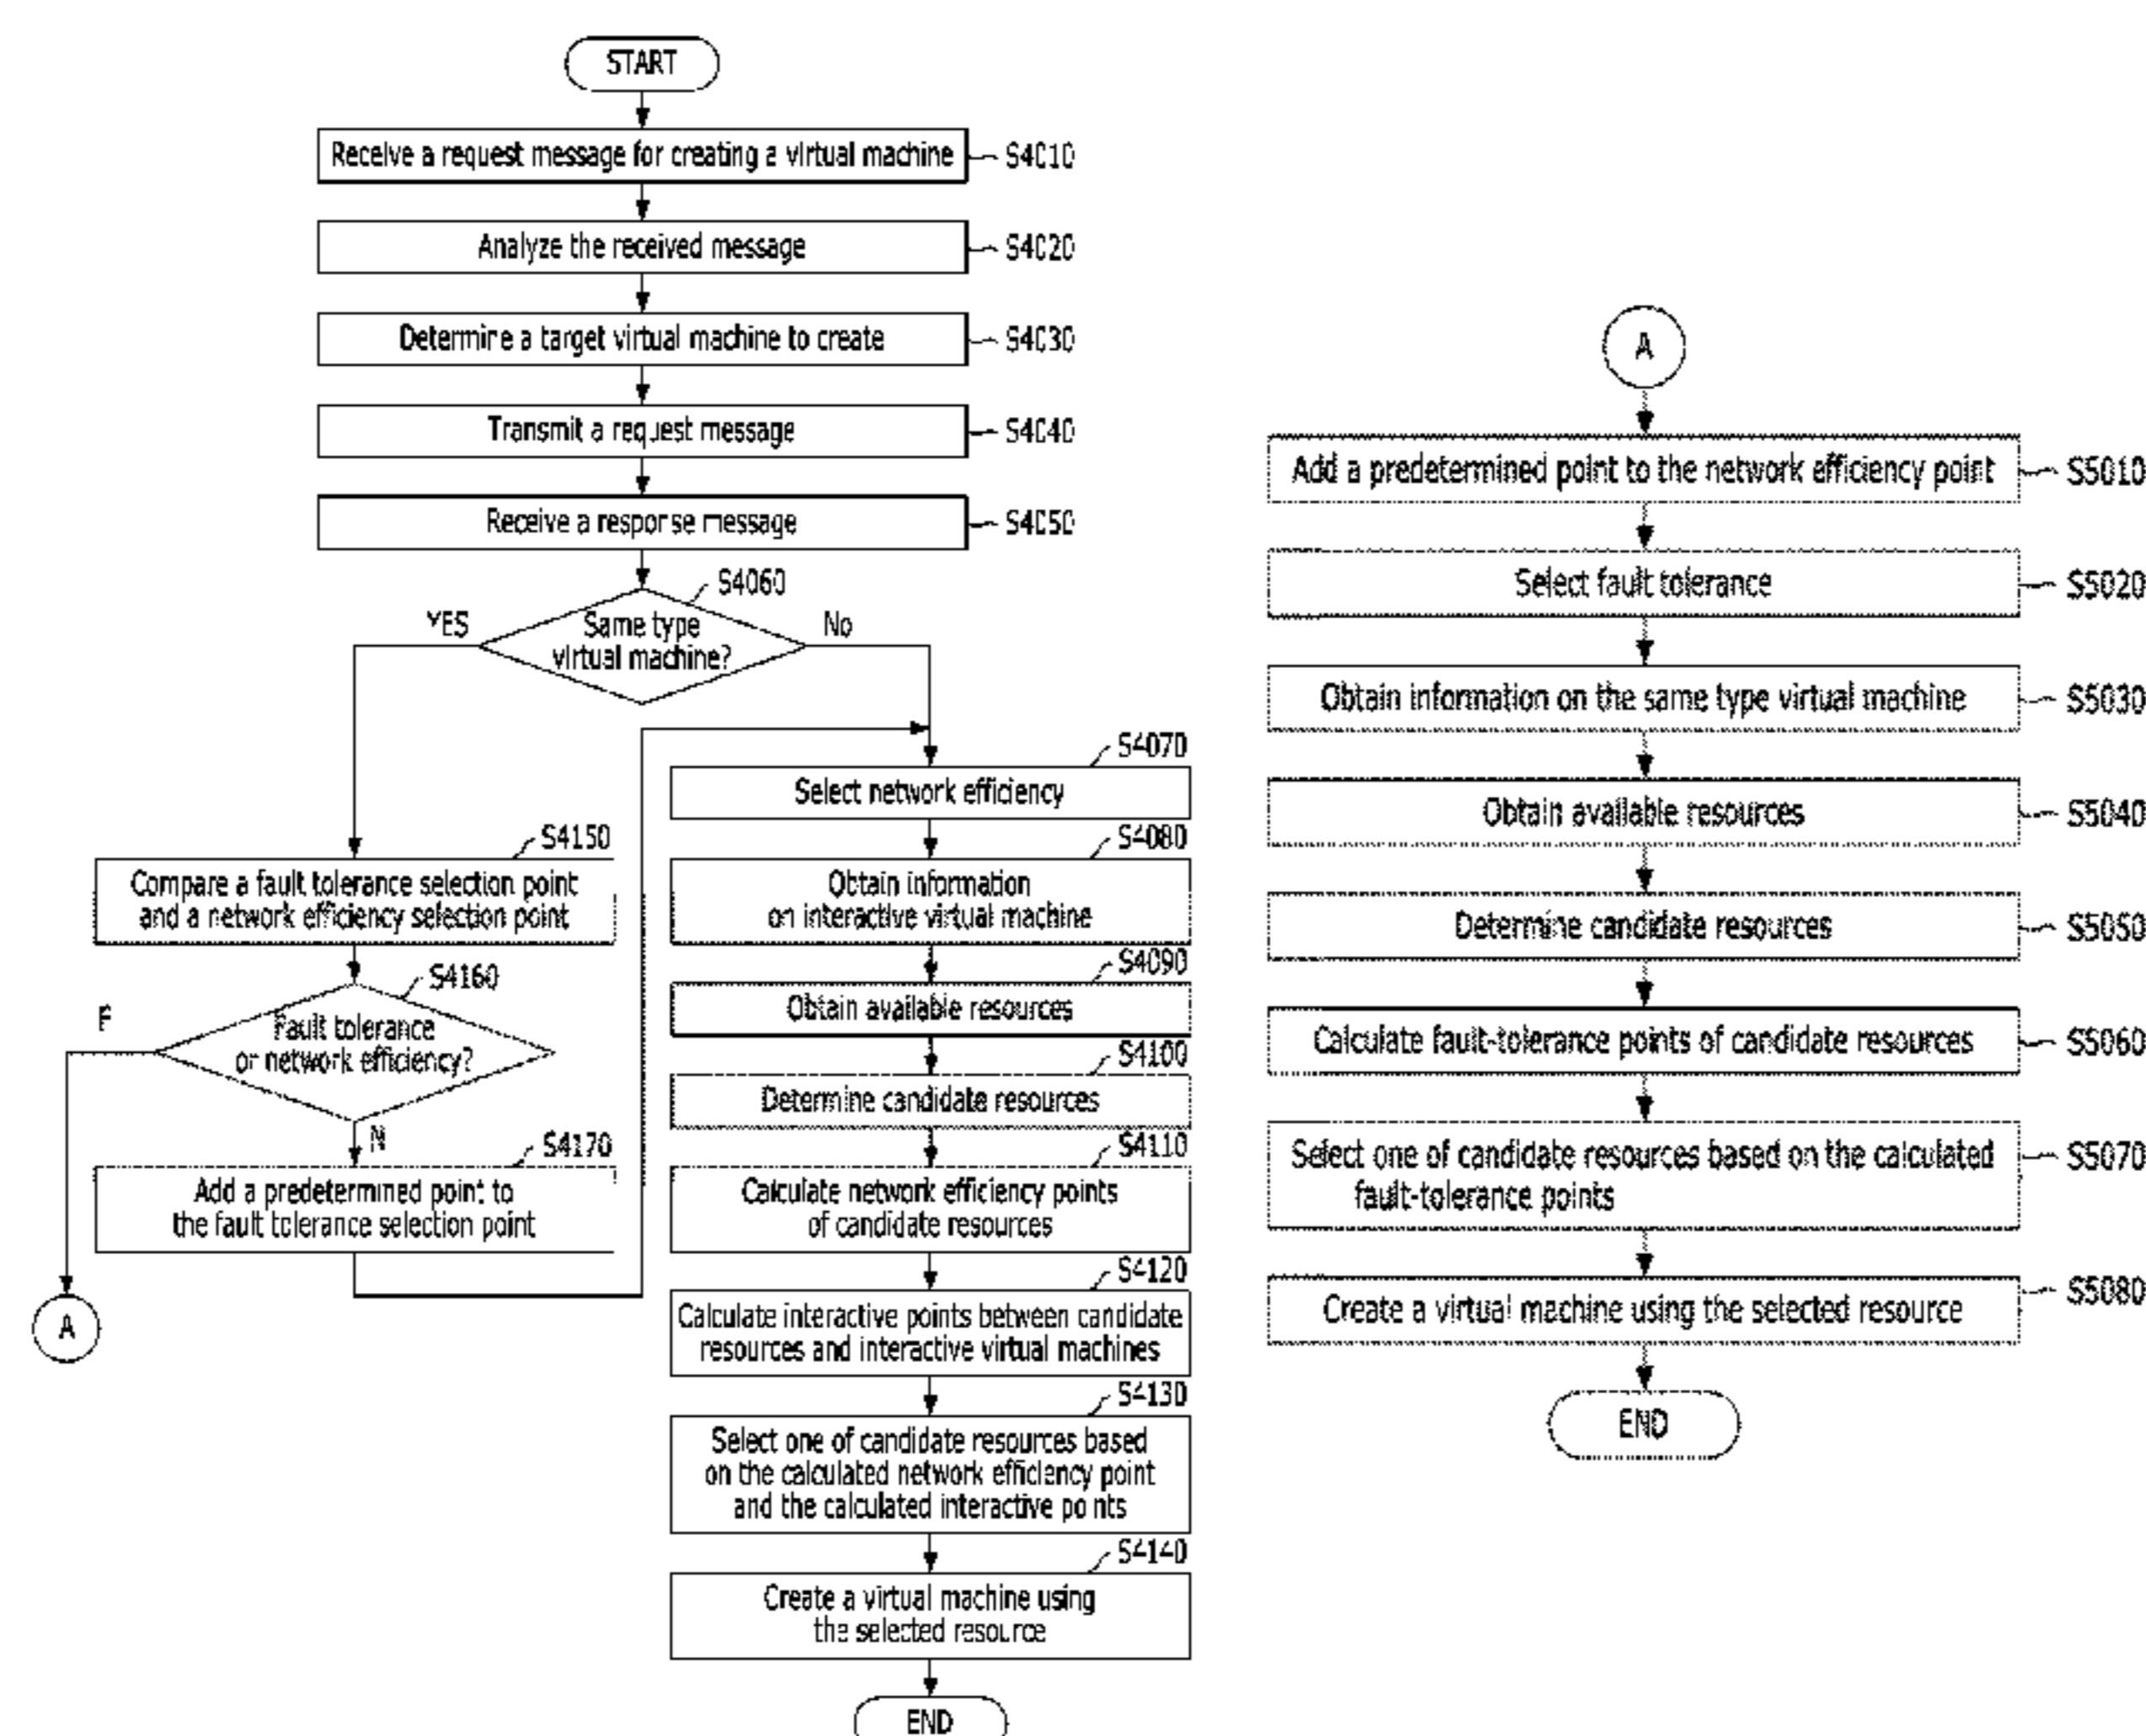 START
Receive a request message for creating a virtual machine
S4010
Analyze the received message
S4020
Determine a target virtual machine to create
S4030
Transmit a request message
S4040
Receive a response message
S4050
S4060
YES
Same type
virtual machine?
No
S4070
Select network efficiency
S4080
Obtain information
on interactive virtual machine
S4090
Obtain available resources
S4100
Determine candidate resources
S4110
Calculate network efficiency points
of candidate resources
S4120
Calculate interactive points between candidate
resources and interactive virtual machines
S4130
Select one of candidate resources based
on the calculated network efficiency point
and the calculated interactive points
S4140
Create a virtual machine using
the selected resource
END
S4150
Compare a fault tolerance selection point
and a network efficiency selection point
S4160
F
Fault tolerance
or network efficiency?
N
S4170
Add a predetermined point to
the fault tolerance selection point
A
A
Add a predetermined point to the network efficiency point
S5010
Select fault tolerance
S5020
Obtain information on the same type virtual machine
S5030
Obtain available resources
S5040
Determine candidate resources
S5050
Calculate fault-tolerance points of candidate resources
S5060
Select one of candidate resources based on the calculated
fault-tolerance points
S5070
Create a virtual machine using the selected resource
S5080
END